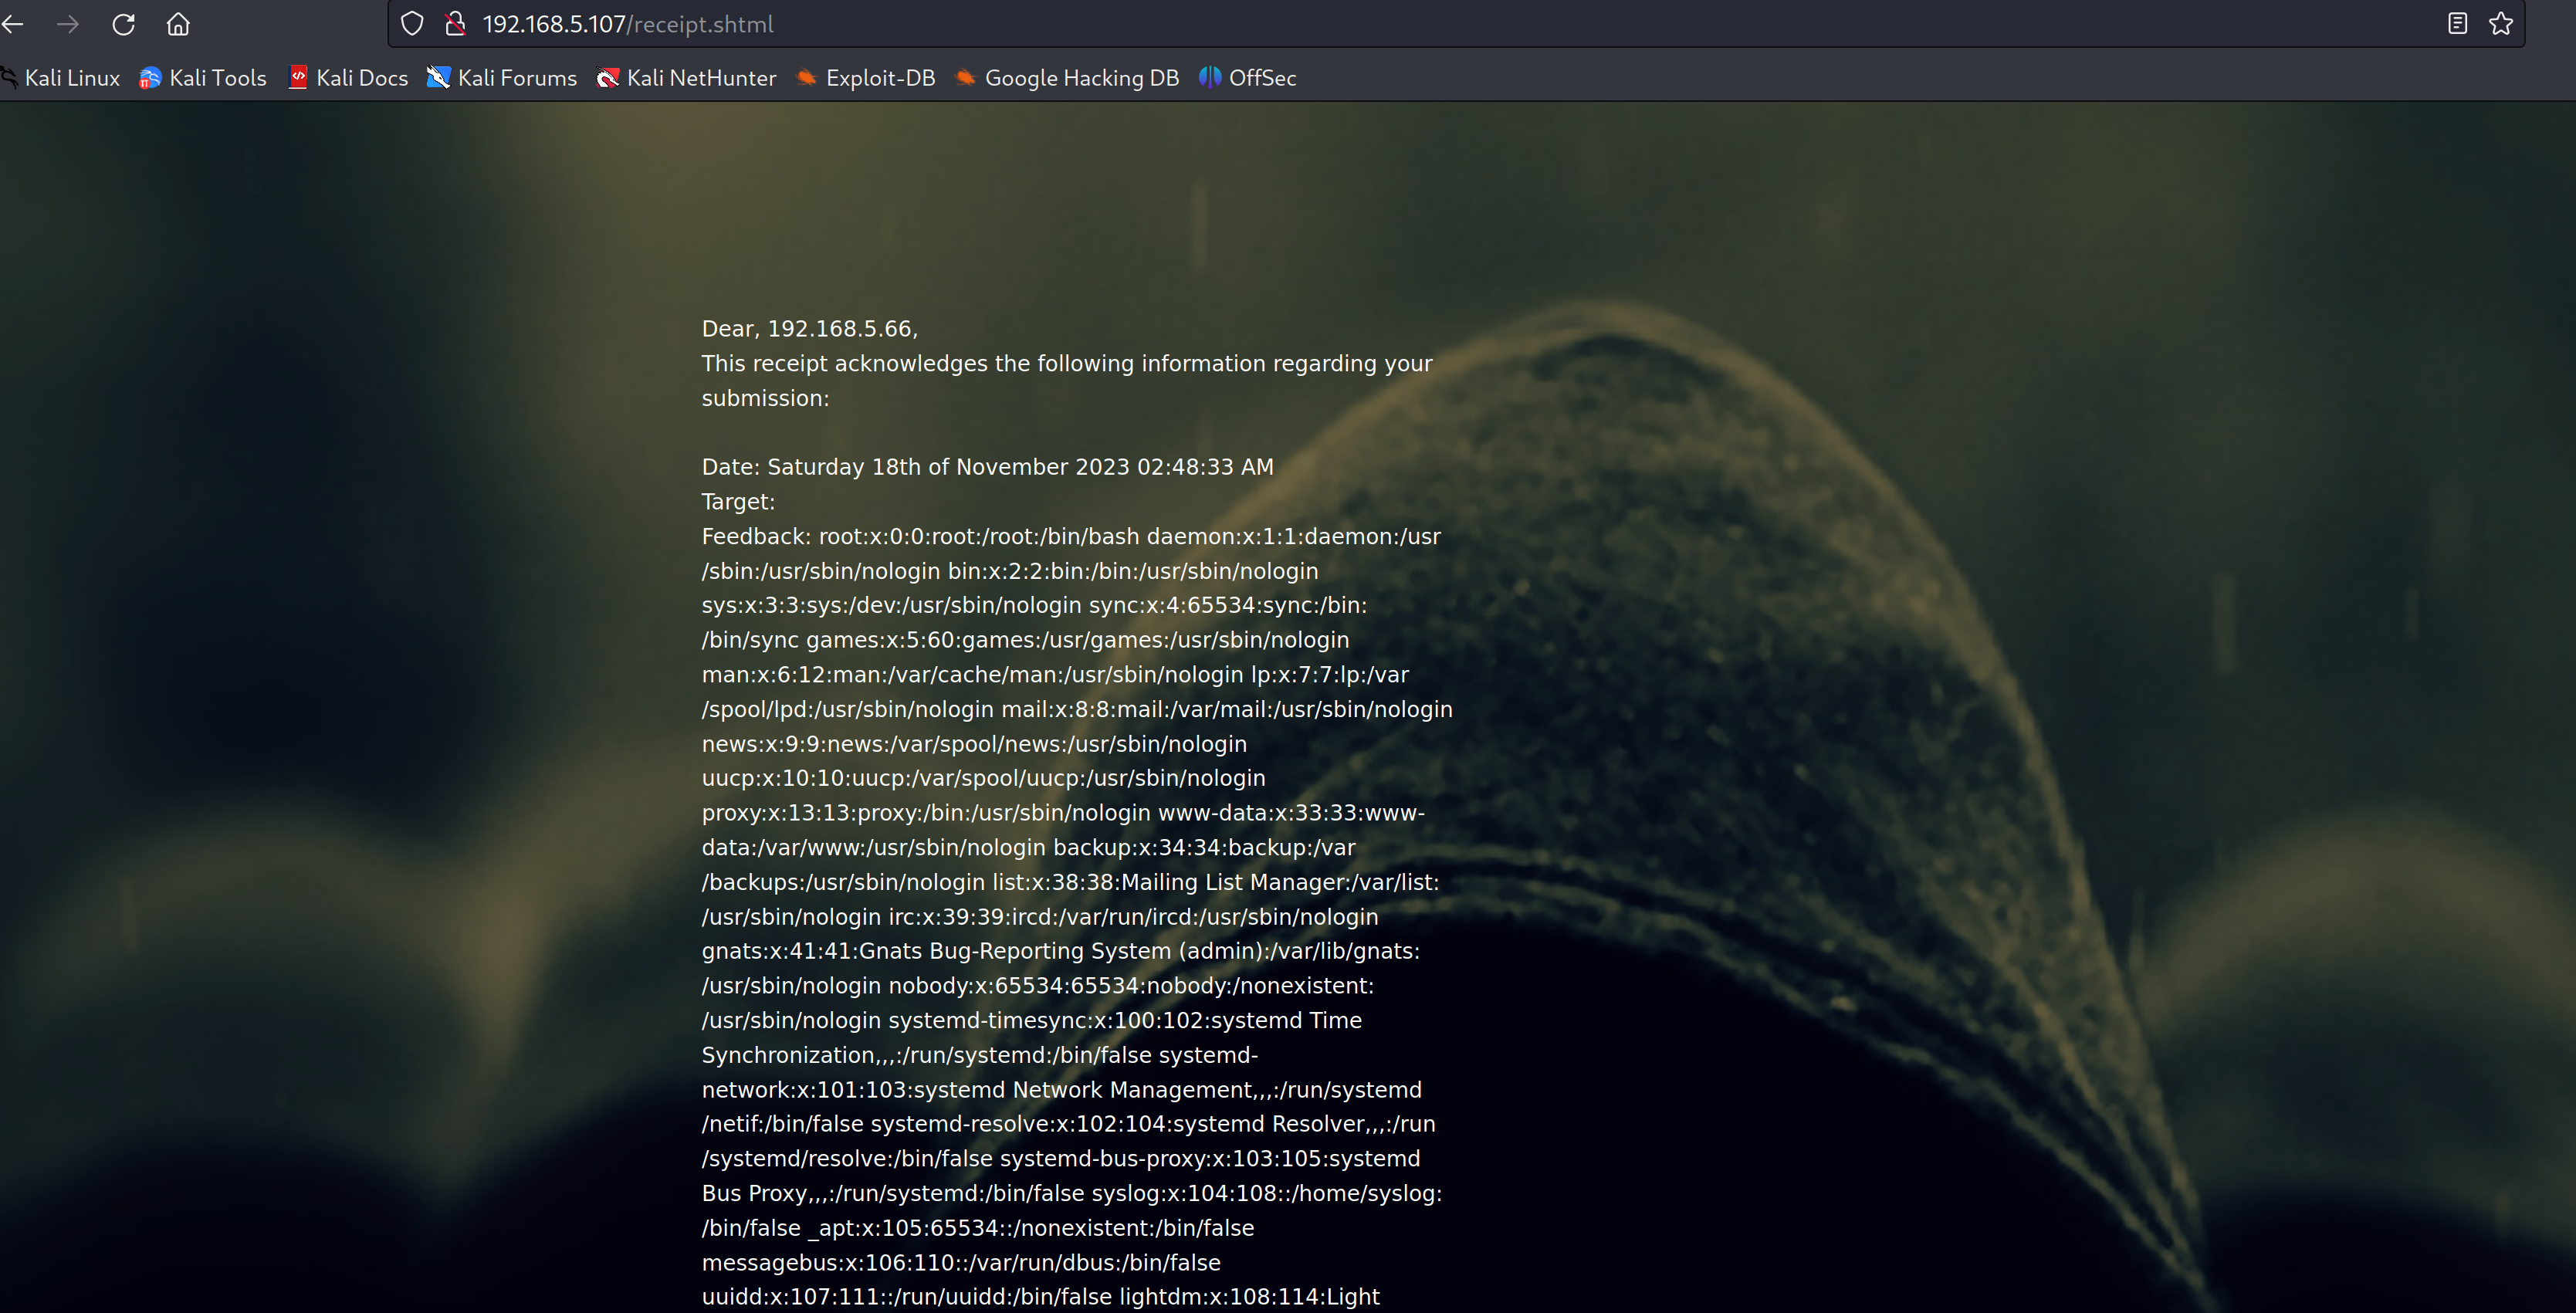 192.168.5.107/receipt.shtml
Kali Linux Kali Tools Kali Docs Kali Forums Kali NetHunter Exploit-DB Google Hacking DB OffSec
Dear, 192.168.5.66,
This receipt acknowledges the following information regarding your
submission:
Date: Saturday 18th of November 2023 02:48:33 AM
Target:
Feedback: root:x:0:0:root:/root:/bin/bash daemon:x:1:1:daemon:/usr
/sbin:/usr/sbin/nologin bin:x:2:2:bin:/bin:/usr/sbin/nologin
sys:x:3:3:sys:/dev:/usr/sbin/nologin sync:x:4:65534:sync:/bin:
/bin/sync games:x:5:60:games:/usr/games:/usr/sbin/nologin
man:x:6:12:man:/var/cache/man:/usr/sbin/nologin lp:x:7:7:lp:/var
/spool/lpd:/usr/sbin/nologin mail:x:8:8:mail:/var/mail:/usr/sbin/nologin
news:x:9:9:news:/var/spool/news:/usr/sbin/nologin
uucp:x:10:10:uucp:/var/spool/uucp:/usr/sbin/nologin
proxy:x:13:13:proxy:/bin:/usr/sbin/nologin www-data:x:33:33:www-
data:/var/www:/usr/sbin/nologin backup:x:34:34:backup:/var
/backups:/usr/sbin/nologin list:x:38:38:Mailing List Manager:/var/list:
/usr/sbin/nologin irc:x:39:39:ircd:/var/run/ircd:/usr/sbin/nologin
gnats:x:41:41:Gnats Bug-Reporting System (admin):/var/lib/gnats:
/usr/sbin/nologin nobody:x:65534:65534:nobody:/nonexistent:
/usr/sbin/nologin systemd-timesync:x:100:102:systemd Time
Synchronization,,,:/run/systemd:/bin/false systemd-
network:x:101:103:systemd Network Management,,,:/run/systemd
/netif:/bin/false systemd-resolve:x:102:104:systemd Resolver,,,:/run
/systemd/resolve:/bin/false systemd-bus-proxy:x:103:105:systemd
Bus Proxy,,,:/run/systemd:/bin/false syslog:x:104:108::/home/syslog:
/bin/false _apt:x:105:65534::/nonexistent:/bin/false
messagebus:x:106:110::/var/run/dbus:/bin/false
uuidd:x:107:111::/run/uuidd:/bin/false lightdm:x:108:114:Light